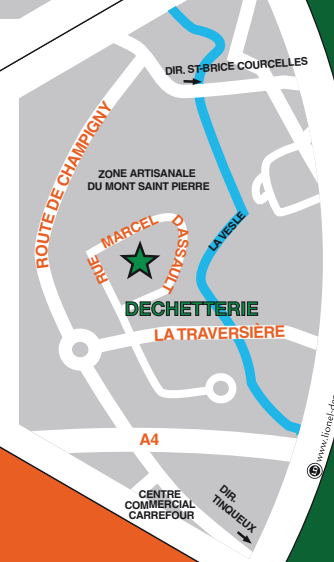 DIR. ST-BRICE COURCELLES
ROUTE DE CHAMPIGNY
ZONE ARTISANALE
DU MONT SAINT PIERRE
RUE MARCEL DASSAULT
LA VESLE
DECHETTERIE
LA TRAVERSIÈRE
A4
CENTRE
COMMERCIAL
CARREFOUR
DIR.
TINQUEUX